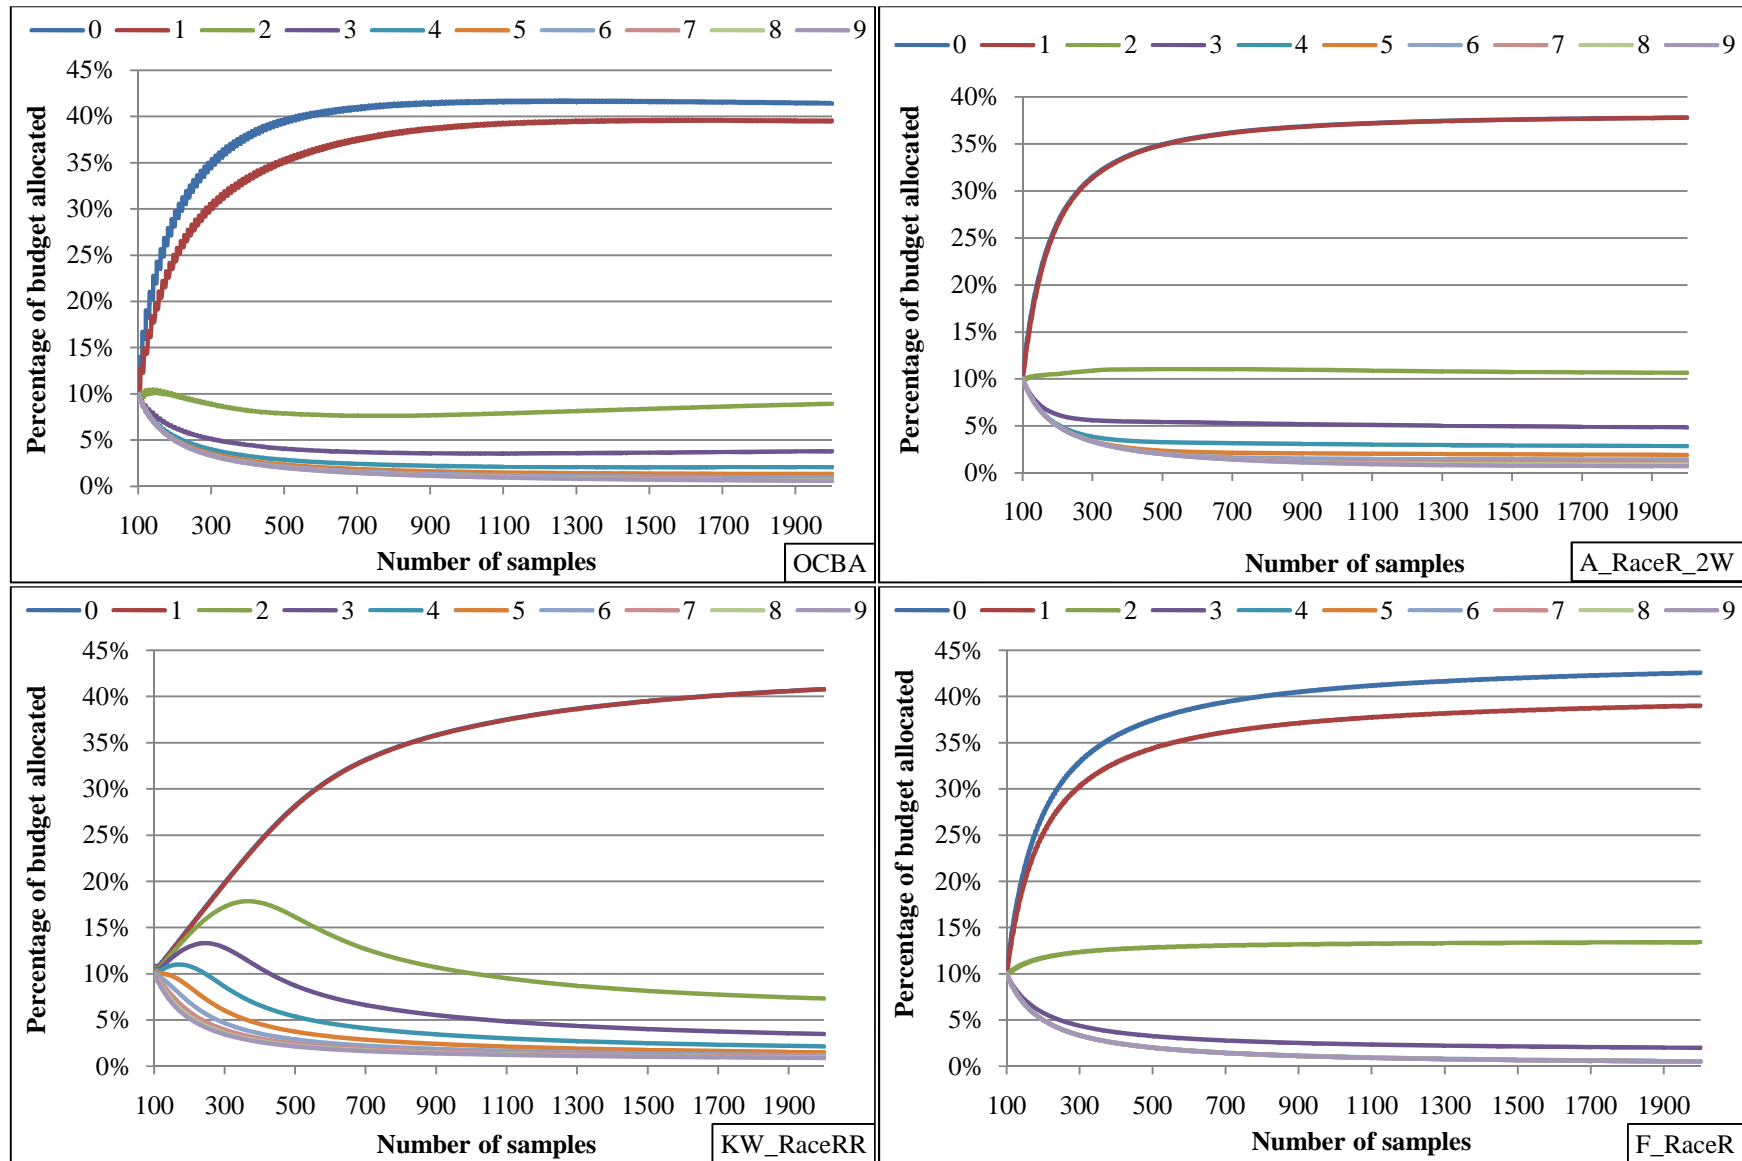 0 1 2 3 4 5 6 7 8 9
45%
40%
35%
30%
25%
20%
15%
10%
5%
0%
Percentage of budget allocated
100 300 500 700 900 1100 1300 1500 1700 1900
Number of samples
OCBA
0 1 2 3 4 5 6 7 8 9
40%
35%
30%
25%
20%
15%
10%
5%
0%
Percentage of budget allocated
100 300 500 700 900 1100 1300 1500 1700 1900
Number of samples
A_RaceR_2W
0 1 2 3 4 5 6 7 8 9
45%
40%
35%
30%
25%
20%
15%
10%
5%
0%
Percentage of budget allocated
100 300 500 700 900 1100 1300 1500 1700 1900
Number of samples
KW_RaceRR
0 1 2 3 4 5 6 7 8 9
45%
40%
35%
30%
25%
20%
15%
10%
5%
0%
Percentage of budget allocated
100 300 500 700 900 1100 1300 1500 1700 1900
Number of samples
F_RaceR